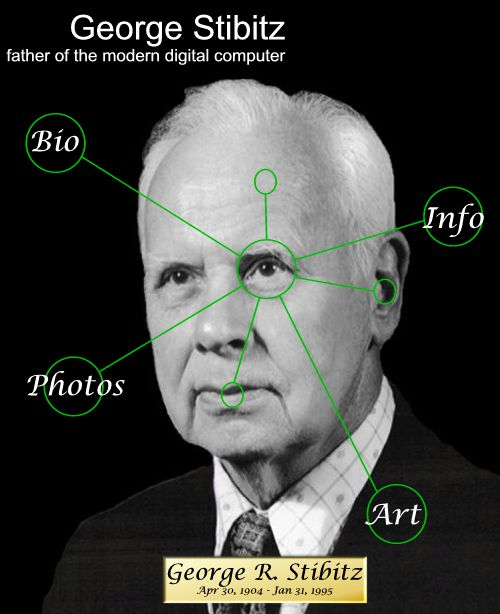 George Stibitz
father of the modern digital computer
Bio
Info
Photos
Art
George R. Stibitz
Apr 30, 1904 - Jan 31, 1995